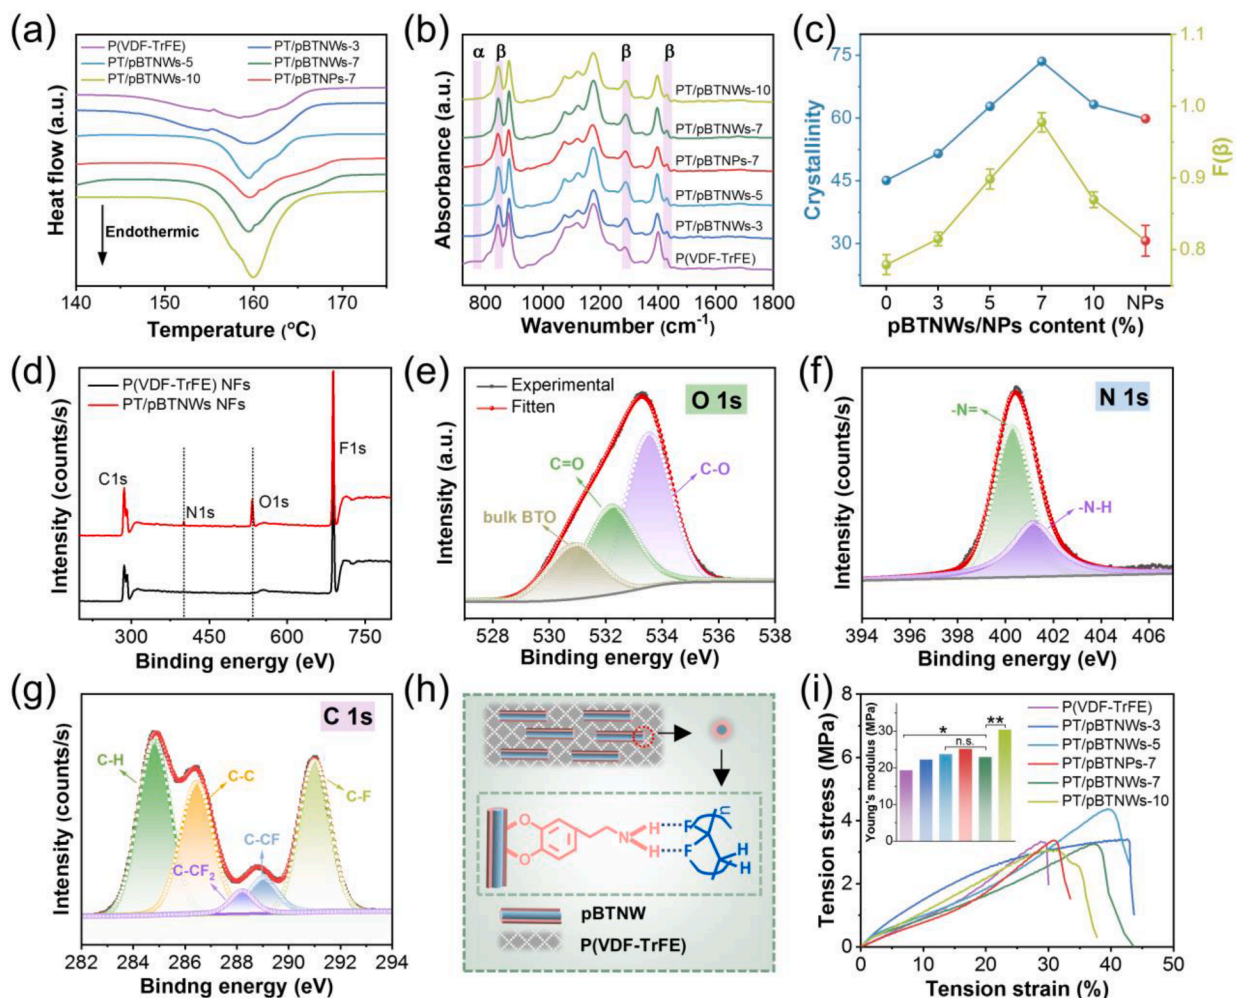 (a)
P(VDF-TrFE)
PT/pBTNWs-3
PT/pBTNWs-5
PT/pBTNWs-7
PT/pBTNWs-10
PT/pBTNPs-7
Heat flow (a.u.)
Endothermic
140 150 160 170
Temperature (°C)
(b)
α β β β
PT/pBTNWs-10
PT/pBTNWs-7
PT/pBTNPs-7
PT/pBTNWs-5
PT/pBTNWs-3
P(VDF-TrFE)
Absorbance (a.u.)
800 1000 1200 1400 1600 1800
Wavenumber (cm⁻¹)
(c)
75
60
45
30
Crystallinity
1.1
1.0
0.9
0.8
F(β)
0 3 5 7 10 NPs
pBTNWs/NPs content (%)
(d)
P(VDF-TrFE) NFs
PT/pBTNWs NFs
F1s
C1s
N1s
O1s
Intensity (counts/s)
300 450 600 750
Binding energy (eV)
(e)
Experimental
Fitten
O 1s
C=O
C-O
bulk BTO
Intensity (a.u.)
528 530 532 534 536 538
Binding energy (eV)
(f)
N 1s
-N=
-N-H
Intensity (counts/s)
394 396 398 400 402 404 406
Binding energy (eV)
(g)
C 1s
C-H
C-C
C-F
C-CF
C-CF₂
Intensity (counts/s)
282 284 286 288 290 292 294
Bindng energy (eV)
(h)
O
O
N
H
H
F
F
n
H
H
pBTNW
P(VDF-TrFE)
(i)
P(VDF-TrFE)
PT/pBTNWs-3
PT/pBTNWs-5
PT/pBTNPs-7
PT/pBTNWs-7
PT/pBTNWs-10
Young's modulus (MPa)
30
20
10
0
*
n.s.
**
8
6
4
2
0
Tension stress (MPa)
0 10 20 30 40 50
Tension strain (%)